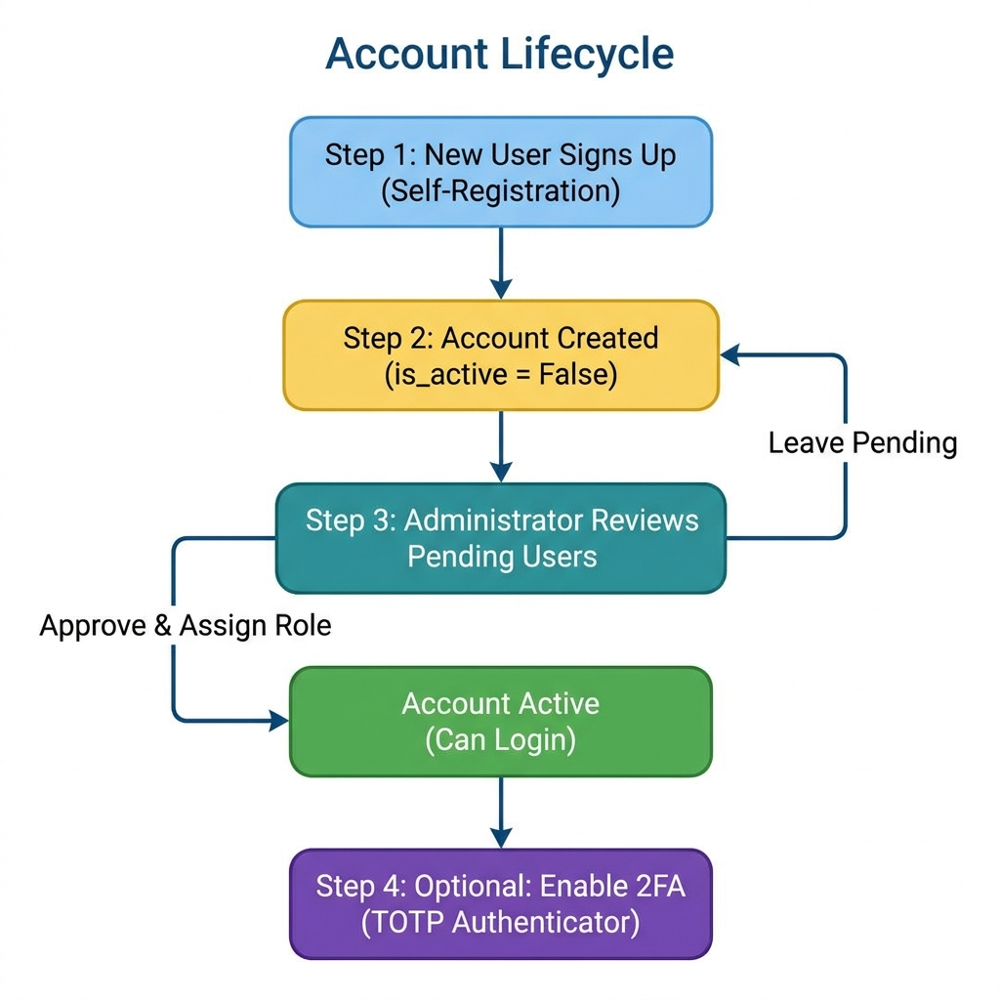 Account Lifecycle
Step 1: New User Signs Up
(Self-Registration)
Step 2: Account Created
(is_active = False)
Leave Pending
Step 3: Administrator Reviews
Pending Users
Approve & Assign Role
Account Active
(Can Login)
Step 4: Optional: Enable 2FA
(TOTP Authenticator)